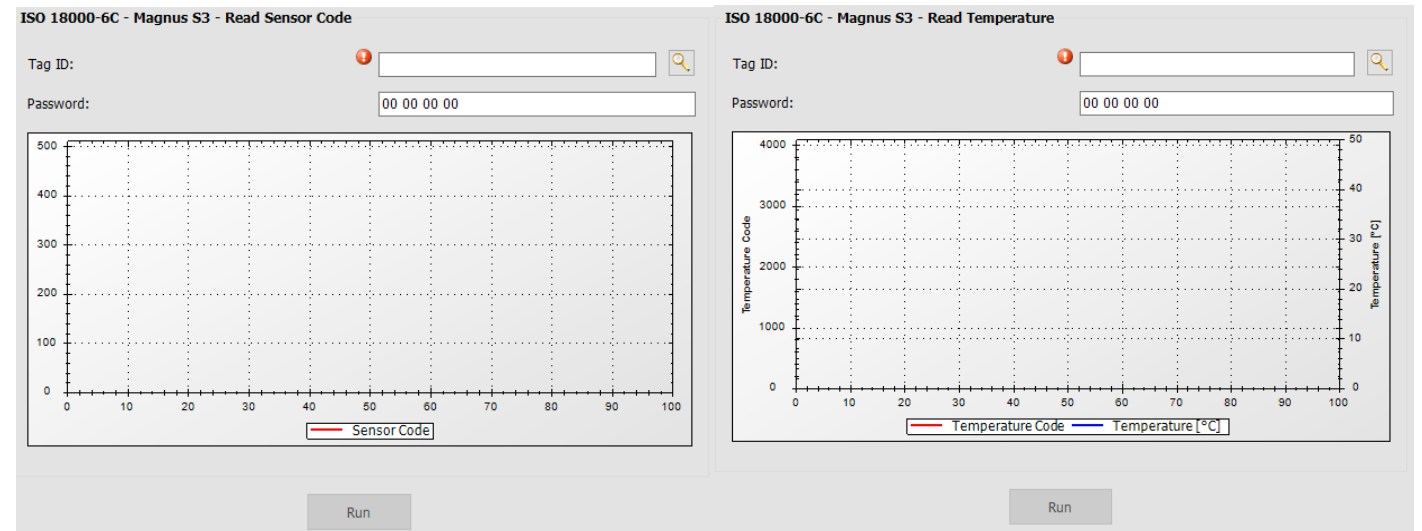 ISO 18000-6C - Magnus S3 - Read Sensor Code
Tag ID:
Password:
00 00 00 00
500
400
300
200
100
0
0 10 20 30 40 50 60 70 80 90 100
Sensor Code
Run
ISO 18000-6C - Magnus S3 - Read Temperature
Tag ID:
Password:
00 00 00 00
Temperature Code
4000
3000
2000
1000
0
50
40
30
20
10
0
Temperature [°C]
0 10 20 30 40 50 60 70 80 90 100
Temperature Code Temperature [°C]
Run